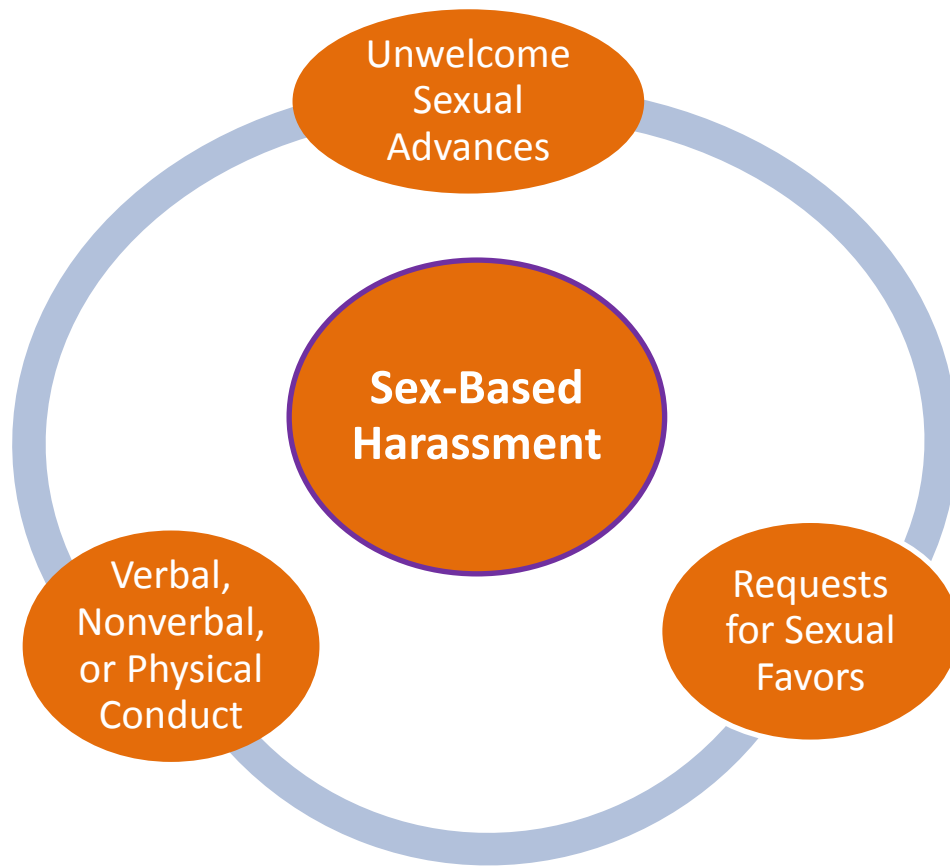 Unwelcome
Sexual
Advances
Sex-Based
Harassment
Verbal,
Nonverbal,
or Physical
Conduct
Requests
for Sexual
Favors